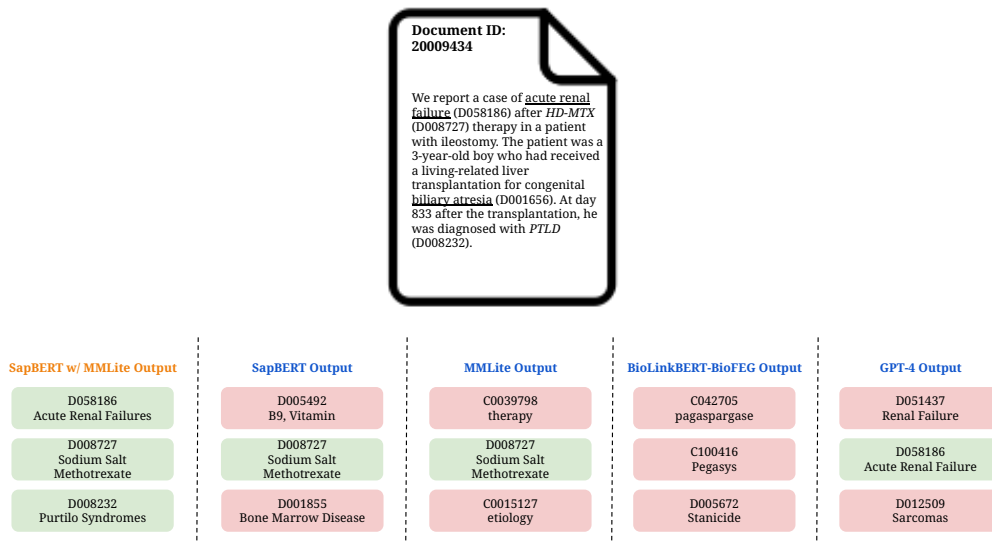 Document ID:
20009434
We report a case of acute renal
failure (D058186) after HD-MTX
(D008727) therapy in a patient
with ileostomy. The patient was a
3-year-old boy who had received
a living-related liver
transplantation for congenital
biliary atresia (D001656). At day
833 after the transplantation, he
was diagnosed with PTLD
(D008232).
SapBERT w/ MMLite Output
D058186
Acute Renal Failures
D008727
Sodium Salt
Methotrexate
D008232
Purtilo Syndromes
SapBERT Output
D005492
B9, Vitamin
D008727
Sodium Salt
Methotrexate
D001855
Bone Marrow Disease
MMLite Output
C0039798
therapy
D008727
Sodium Salt
Methotrexate
C0015127
etiology
BioLinkBERT-BioFEG Output
C042705
pagaspargase
C100416
Pegasys
D005672
Stanicide
GPT-4 Output
D051437
Renal Failure
D058186
Acute Renal Failure
D012509
Sarcomas